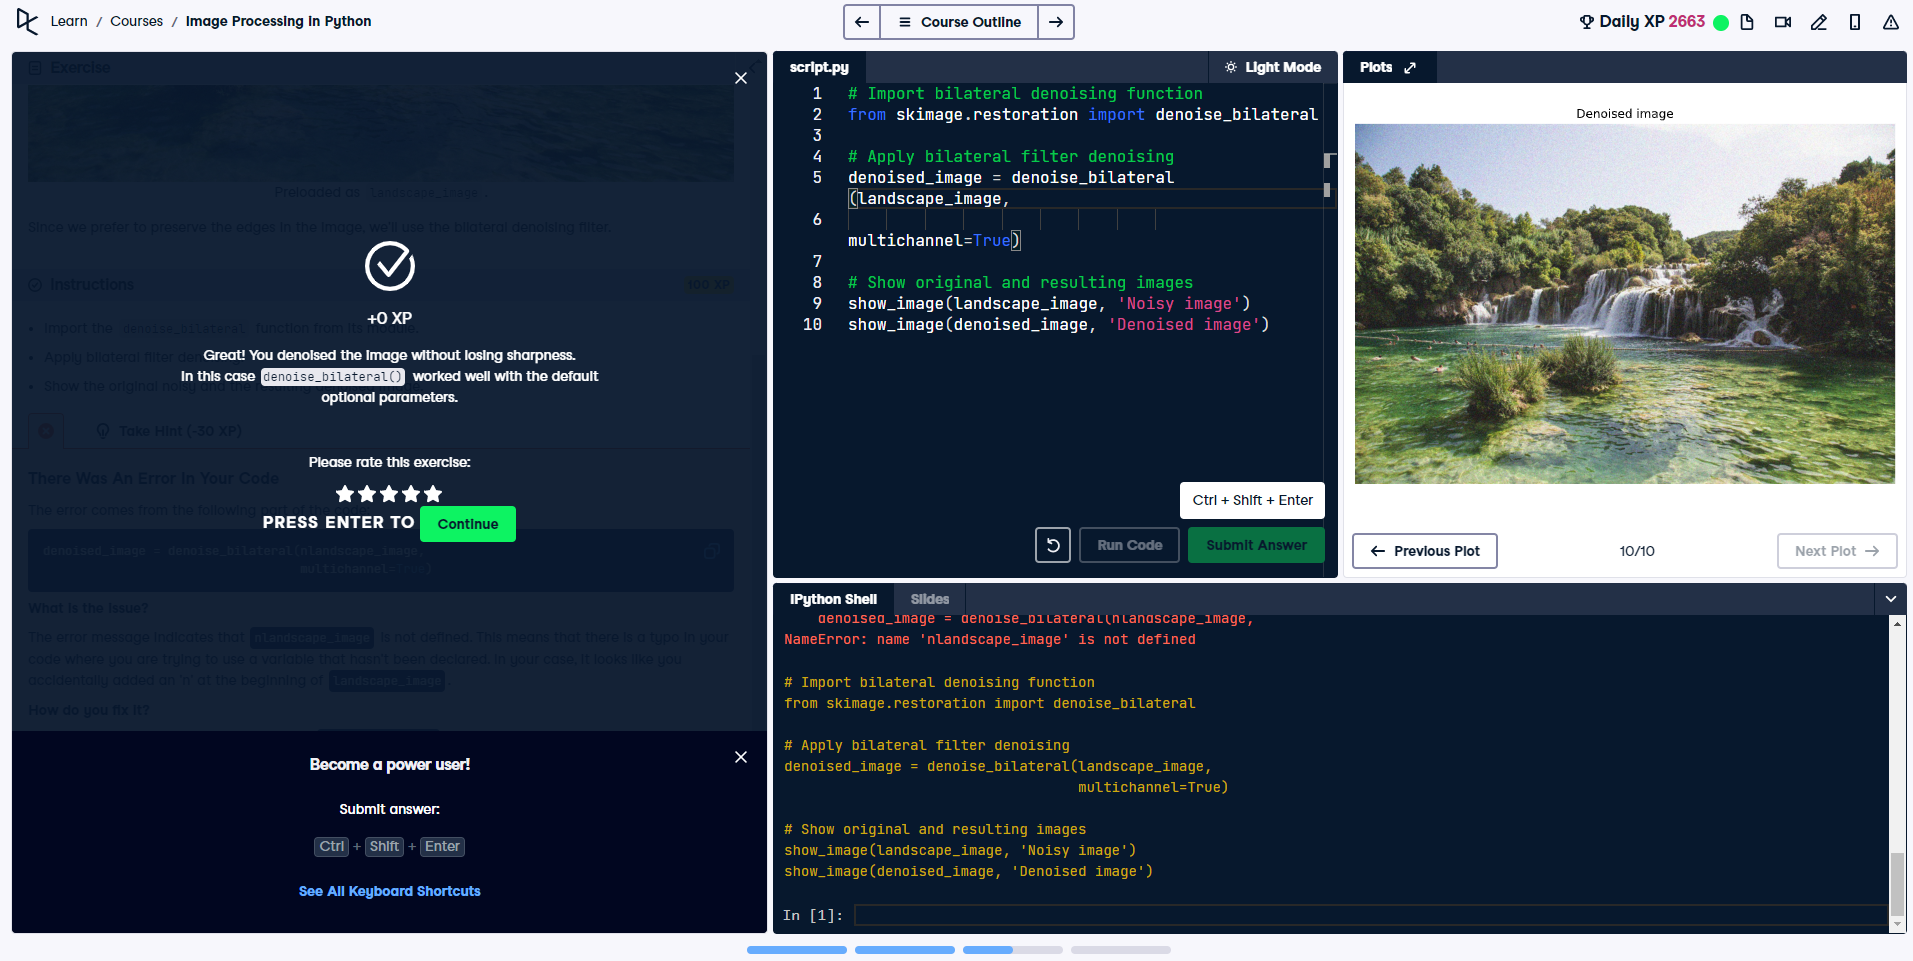 Learn / Courses / Image Processing in Python
Course Outline
Daily XP 2663
Exercise
Preloaded as landscape_image.
Since we prefer to preserve the edges in the image, we'll use the bilateral denoising filter.
Instructions
100 XP
Import the denoise_bilateral function from its module.
Apply bilateral filter den
Show the original noisy and the
Take Hint (-30 XP)
+0 XP
Great! You denoised the image without losing sharpness.
In this case denoise_bilateral() worked well with the default
optional parameters.
Please rate this exercise:
PRESS ENTER TO Continue
There Was An Error In Your Code
The error comes from the following part of the code:
denoised_image = denoise_bilateral(nlandscape_image,
multichannel=True)
What is the issue?
The error message indicates that nlandscape_image is not defined. This means that there is a typo in your
code where you are trying to use a variable that hasn't been declared. In your case, it looks like you
accidentally added an 'n' at the beginning of landscape_image.
How do you fix it?
Become a power user!
Submit answer:
Ctrl + Shift + Enter
See All Keyboard Shortcuts
script.py
Light Mode
1 # Import bilateral denoising function
2 from skimage.restoration import denoise_bilateral
3
4 # Apply bilateral filter denoising
5 denoised_image = denoise_bilateral
(landscape_image,
6
multichannel=True)
7
8 # Show original and resulting images
9 show_image(landscape_image, 'Noisy image')
10 show_image(denoised_image, 'Denoised image')
Ctrl + Shift + Enter
Run Code
Submit Answer
Plots
Denoised image
Previous Plot
10/10
Next Plot
IPython Shell
Slides
denoised_image = denoise_bilateral(nlandscape_image,
NameError: name 'nlandscape_image' is not defined
# Import bilateral denoising function
from skimage.restoration import denoise_bilateral
# Apply bilateral filter denoising
denoised_image = denoise_bilateral(landscape_image,
multichannel=True)
# Show original and resulting images
show_image(landscape_image, 'Noisy image')
show_image(denoised_image, 'Denoised image')
In [1]: